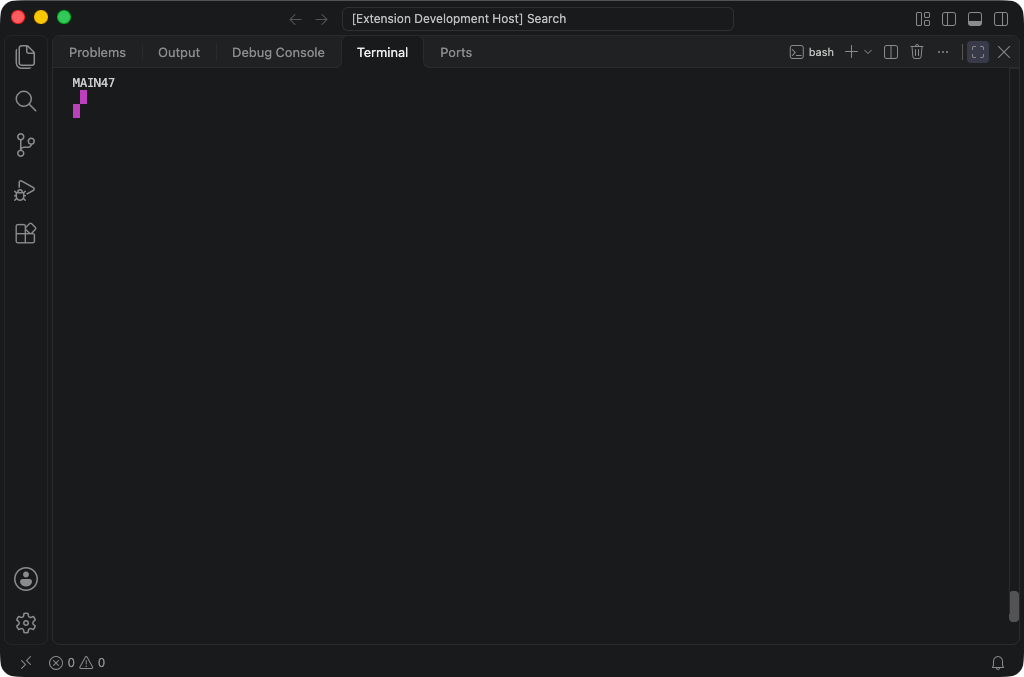 [Extension Development Host] Search
Problems
Output
Debug Console
Terminal
Ports
bash
MAIN47
0
0